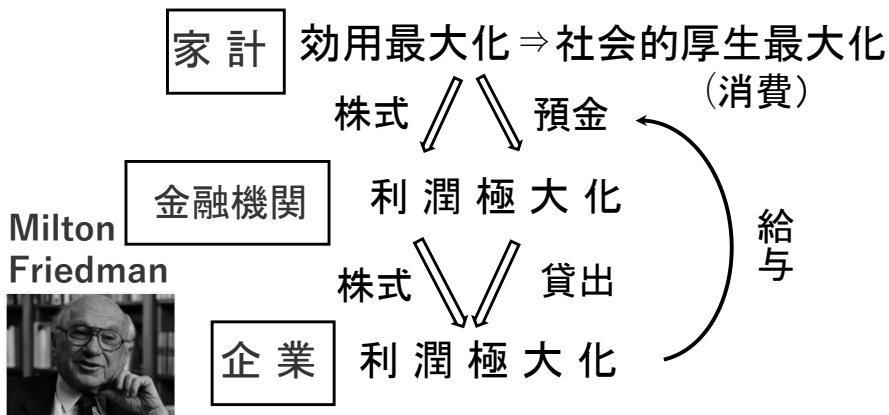 家計 効用最大化⇒社会的厚生最大化
(消費)
株式 預金
金融機関 利潤極大化
Milton
Friedman
給与
株式 貸出
企業 利潤極大化